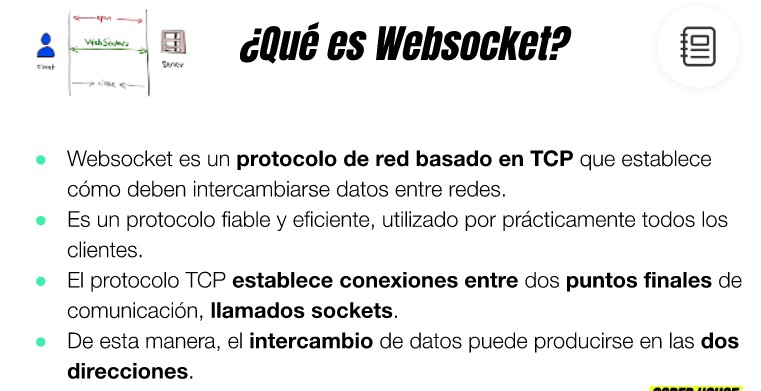 open
WebSockets
client
Server
close
¿Qué es Websocket?
Websocket es un protocolo de red basado en TCP que establece
cómo deben intercambiarse datos entre redes.
Es un protocolo fiable y eficiente, utilizado por prácticamente todos los
clientes.
El protocolo TCP establece conexiones entre dos puntos finales de
comunicación, llamados sockets.
De esta manera, el intercambio de datos puede producirse en las dos
direcciones.
CODER HOUSE